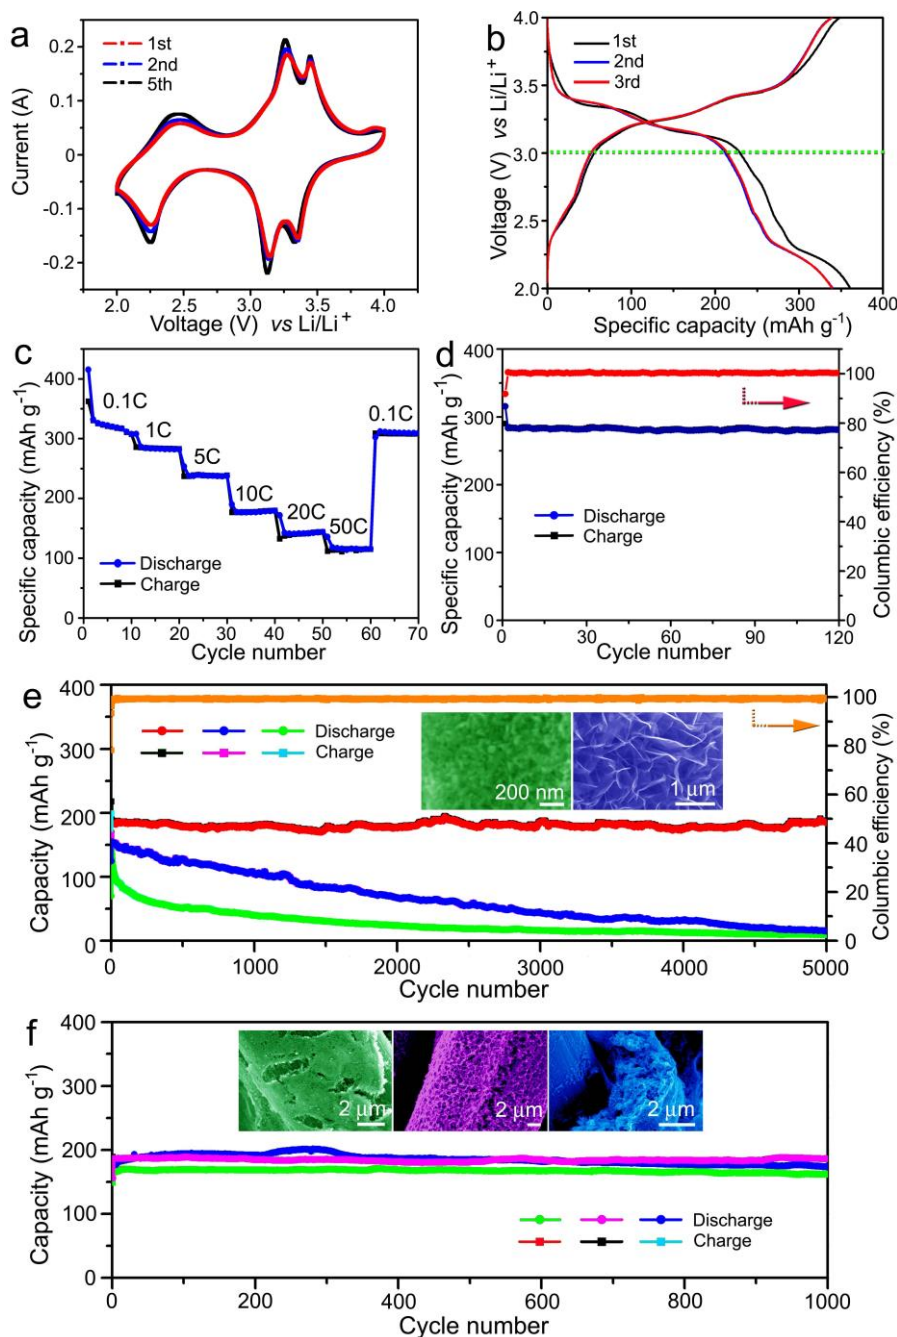 a
1st
2nd
5th
Current (A)
0.2
0.1
0
-0.1
-0.2
2.0 2.5 3.0 3.5 4.0
Voltage (V) vs Li/Li⁺
b
1st
2nd
3rd
Voltage (V) vs Li/Li⁺
4.0
3.5
3.0
2.5
2.0
0 100 200 300 400
Specific capacity (mAh g⁻¹)
c
Specific capacity (mAh g⁻¹)
400
300
200
100
0
0.1C
1C
5C
10C
20C
50C
0.1C
Discharge
Charge
0 10 20 30 40 50 60 70
Cycle number
d
Specific capacity (mAh g⁻¹)
400
300
200
100
0
Discharge
Charge
100
80
60
40
20
0
Columbic efficiency (%)
0 30 60 90 120
Cycle number
e
Capacity (mAh g⁻¹)
400
300
200
100
50
0
Discharge
Charge
200 nm
1 μm
100
80
60
40
20
0
Columbic efficiency (%)
0 1000 2000 3000 4000 5000
Cycle number
f
Capacity (mAh g⁻¹)
400
300
200
150
0
2 μm
2 μm
2 μm
Discharge
Charge
0 200 400 600 800 1000
Cycle number